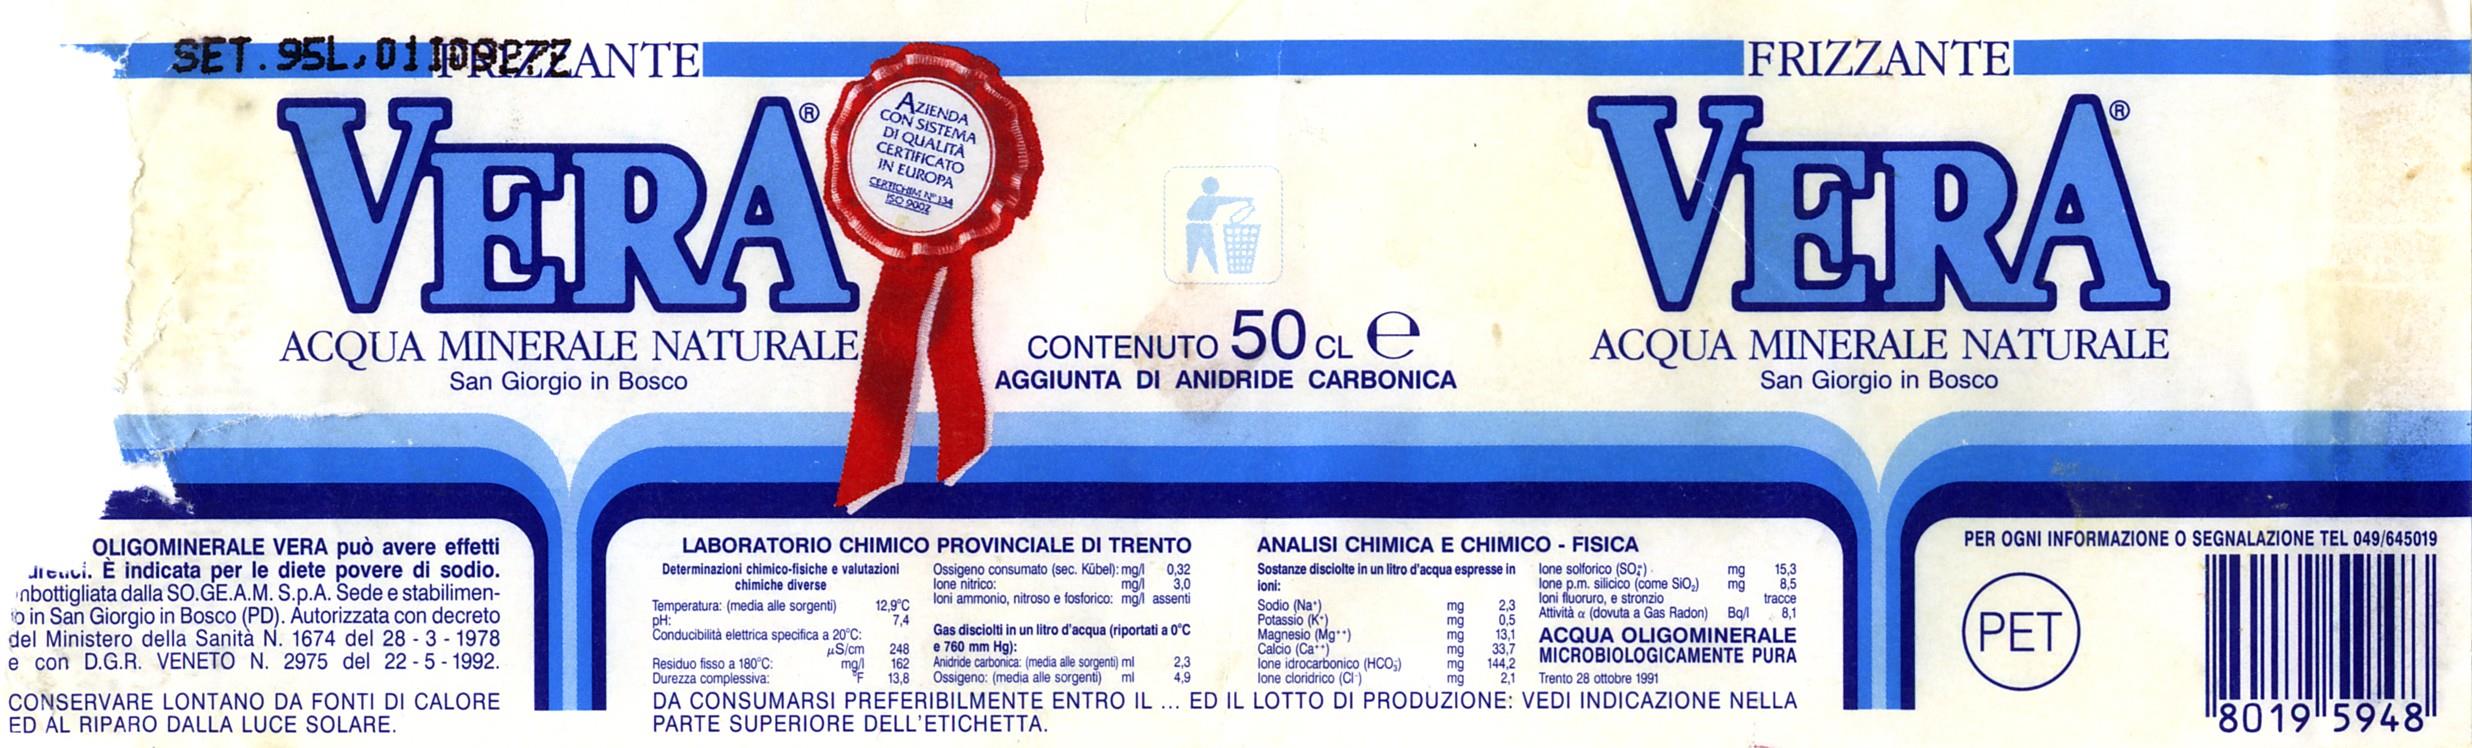 SET.95L,01
FRIZZANTE
VERA®
ACQUA MINERALE NATURALE
San Giorgio in Bosco
AZIENDA
CON SISTEMA
DI QUALITÀ
CERTIFICATO
IN EUROPA
CERTICHIM N° 134
ISO 9002
CONTENUTO 50 CL e
AGGIUNTA DI ANIDRIDE CARBONICA
FRIZZANTE
VERA®
ACQUA MINERALE NATURALE
San Giorgio in Bosco
OLIGOMINERALE VERA può avere effetti
È indicata per le diete povere di sodio.
nbottigliata dalla SO.GE.A.M. S.p.A. Sede e stabilimen-
o in San Giorgio in Bosco (PD). Autorizzata con decreto
del Ministero della Sanità N. 1674 del 28 - 3 - 1978
e con D.G.R. VENETO N. 2975 del 22 - 5 - 1992.
CONSERVARE LONTANO DA FONTI DI CALORE
ED AL RIPARO DALLA LUCE SOLARE.
LABORATORIO CHIMICO PROVINCIALE DI TRENTO
Determinazioni chimico-fisiche e valutazioni
chimiche diverse
Temperatura: (media alle sorgenti) 12,9°C
pH: 7,4
Conducibilità elettrica specifica a 20°C:
µS/cm 248
Residuo fisso a 180°C: mg/l 162
Durezza complessiva: °F 13,8
Ossigeno consumato (sec. Kübel): mg/l 0,32
Ione nitrico: mg/l 3,0
Ioni ammonio, nitroso e fosforico: mg/l assenti
Gas disciolti in un litro d'acqua (riportati a 0°C
e 760 mm Hg):
Anidride carbonica: (media alle sorgenti) ml 2,3
Ossigeno: (media alle sorgenti) ml 4,9
ANALISI CHIMICA E CHIMICO - FISICA
Sostanze disciolte in un litro d'acqua espresse in
ioni:
Sodio (Na⁺) mg 2,3
Potassio (K⁺) mg 0,5
Magnesio (Mg⁺⁺) mg 13,1
Calcio (Ca⁺⁺) mg 33,7
Ione idrocarbonico (HCO₃⁻) mg 144,2
Ione cloridrico (Cl⁻) mg 2,1
Ione solforico (SO₄⁼) mg 15,3
Ione p.m. silicico (come SiO₂) mg 8,5
Ioni fluoruro, e stronzio tracce
Attività α (dovuta a Gas Radon) Bq/l 8,1
ACQUA OLIGOMINERALE
MICROBIOLOGICAMENTE PURA
Trento 28 ottobre 1991
DA CONSUMARSI PREFERIBILMENTE ENTRO IL ... ED IL LOTTO DI PRODUZIONE: VEDI INDICAZIONE NELLA
PARTE SUPERIORE DELL'ETICHETTA.
PER OGNI INFORMAZIONE O SEGNALAZIONE TEL 049/645019
PET
8019 5948